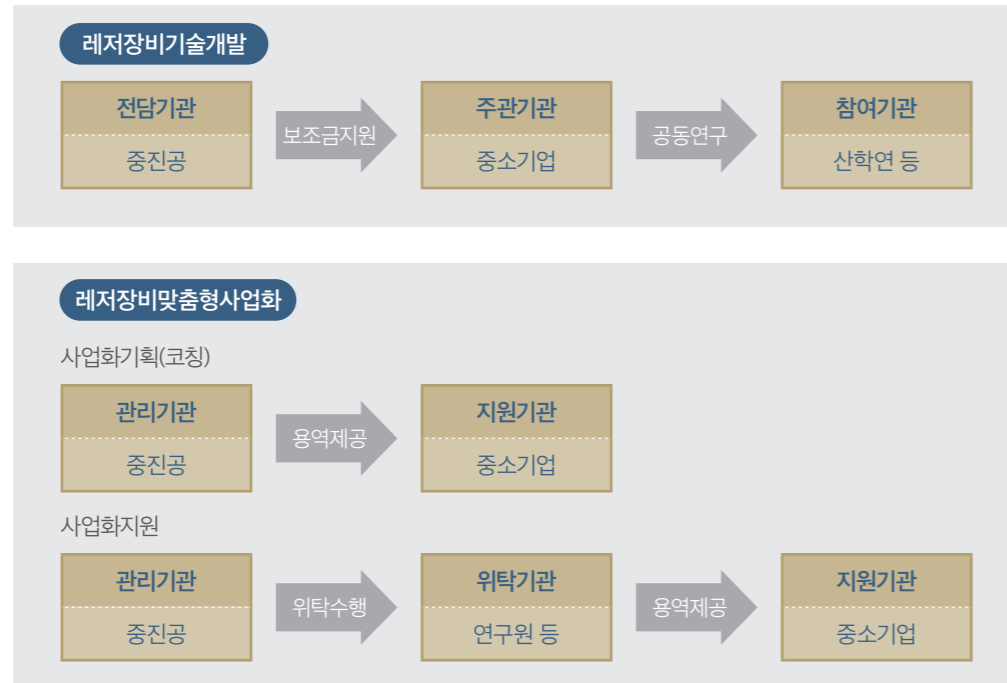 레저장비기술개발
전담기관
중진공
보조금지원
주관기관
중소기업
공동연구
참여기관
산학연 등
레저장비맞춤형사업화
사업화기획(코칭)
관리기관
중진공
용역제공
지원기관
중소기업
사업화지원
관리기관
중진공
위탁수행
위탁기관
연구원 등
용역제공
지원기관
중소기업